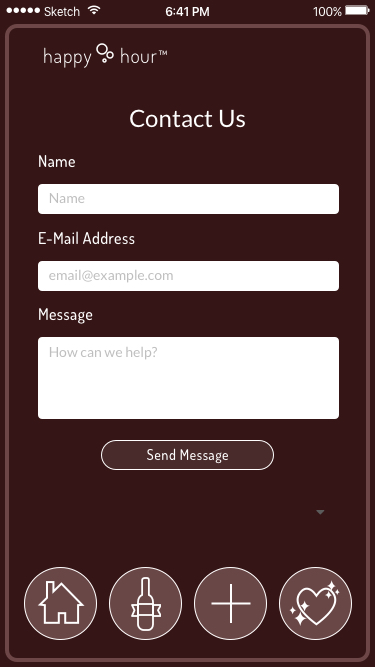 Sketch 6:41 PM 100%
happy hour™
Contact Us
Name
Name
E-Mail Address
email@example.com
Message
How can we help?
Send Message